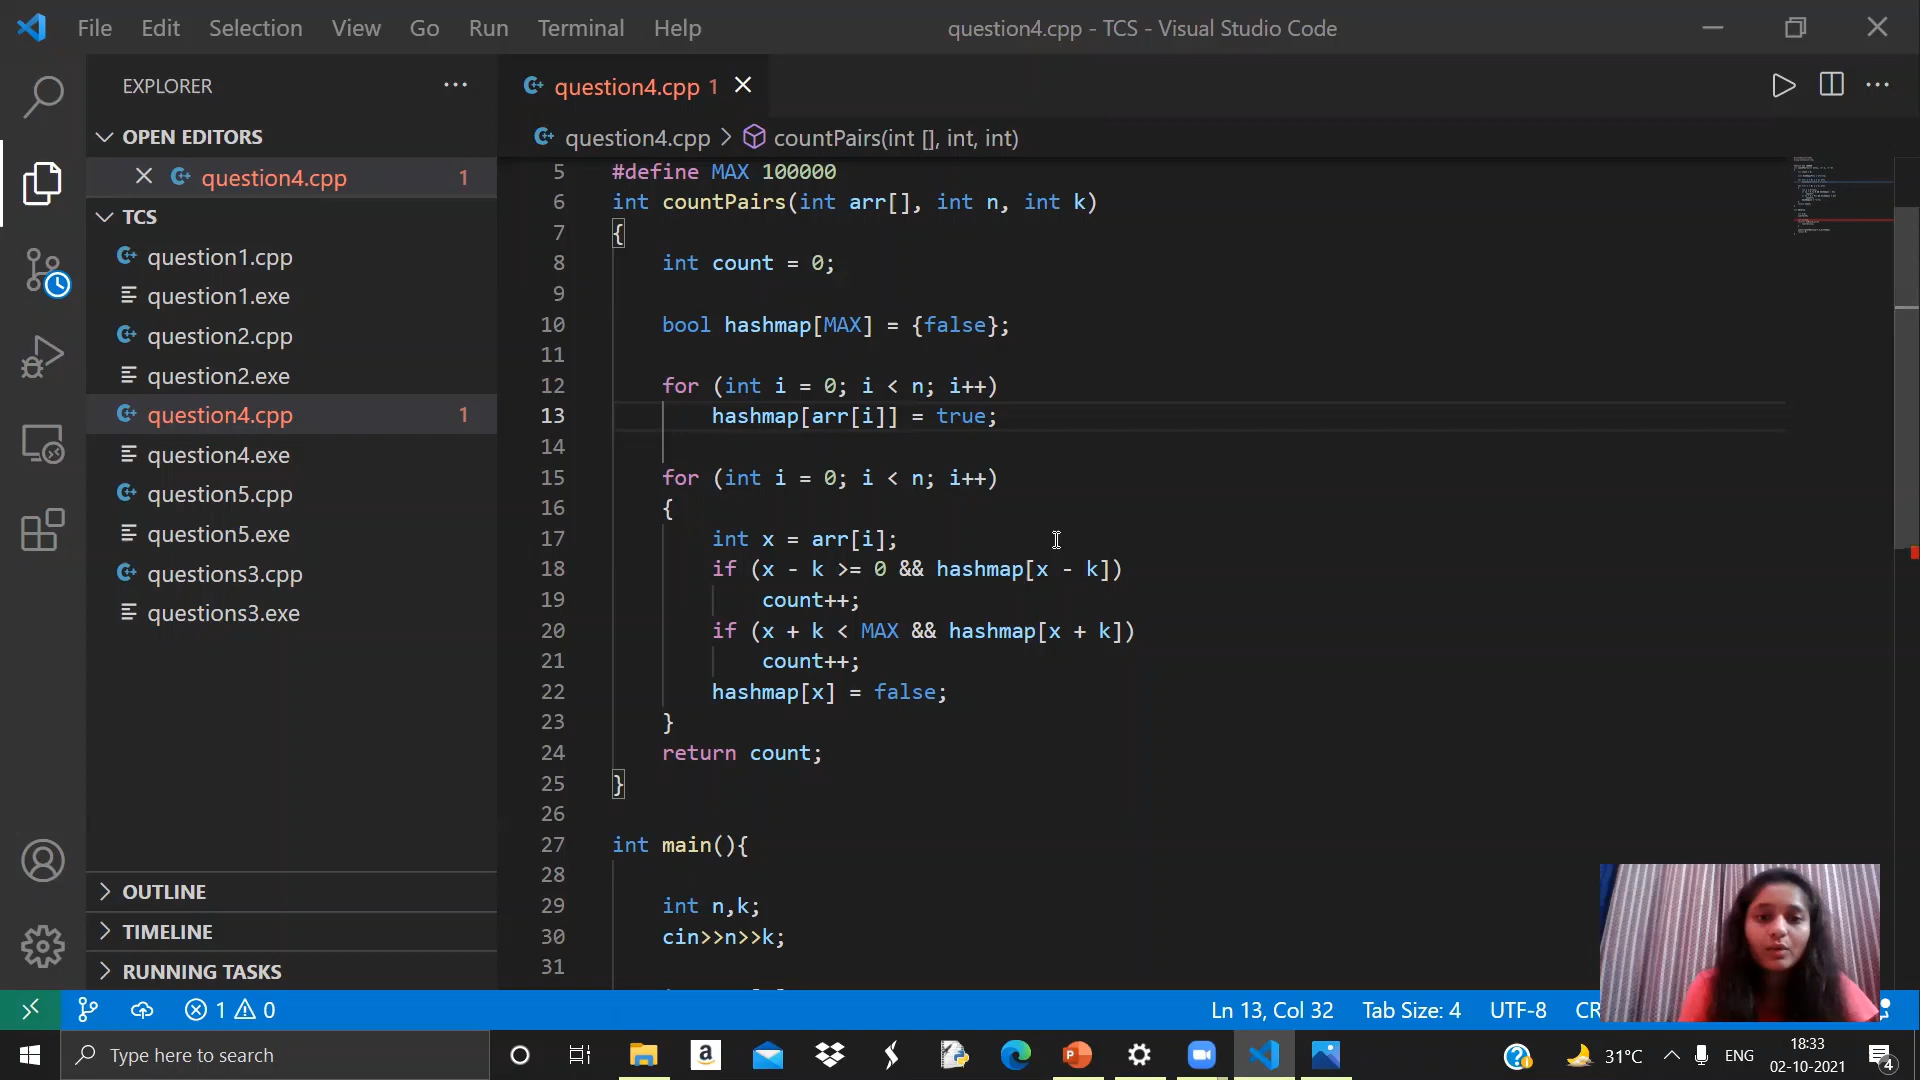 File Edit Selection View Go Run Terminal Help question4.cpp - TCS - Visual Studio Code
EXPLORER
OPEN EDITORS
question4.cpp 1
TCS
question1.cpp
question1.exe
question2.cpp
question2.exe
question4.cpp 1
question4.exe
question5.cpp
question5.exe
questions3.cpp
questions3.exe
OUTLINE
TIMELINE
RUNNING TASKS
question4.cpp 1
question4.cpp > countPairs(int [], int, int)
5 #define MAX 100000
6 int countPairs(int arr[], int n, int k)
7 {
8 int count = 0;
9
10 bool hashmap[MAX] = {false};
11
12 for (int i = 0; i < n; i++)
13 hashmap[arr[i]] = true;
14
15 for (int i = 0; i < n; i++)
16 {
17 int x = arr[i];
18 if (x - k >= 0 && hashmap[x - k])
19 count++;
20 if (x + k < MAX && hashmap[x + k])
21 count++;
22 hashmap[x] = false;
23 }
24 return count;
25 }
26
27 int main(){
28
29 int n,k;
30 cin>>n>>k;
31
1 0 Ln 13, Col 32 Tab Size: 4 UTF-8 CR
Type here to search
a
P
31°C
ENG
18:33
02-10-2021
4